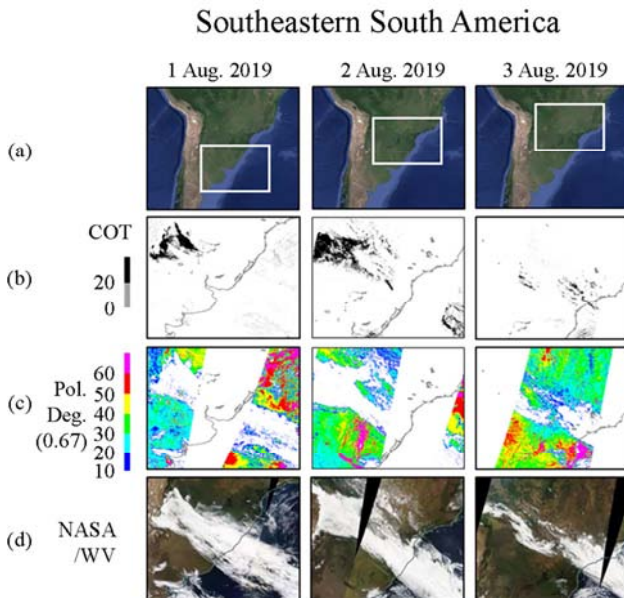 Southeastern South America
1 Aug. 2019 2 Aug. 2019 3 Aug. 2019
(a)
COT
(b)
20
0
(c)
Pol.
Deg.
(0.67)
60
50
40
30
20
10
(d)
NASA
/WV